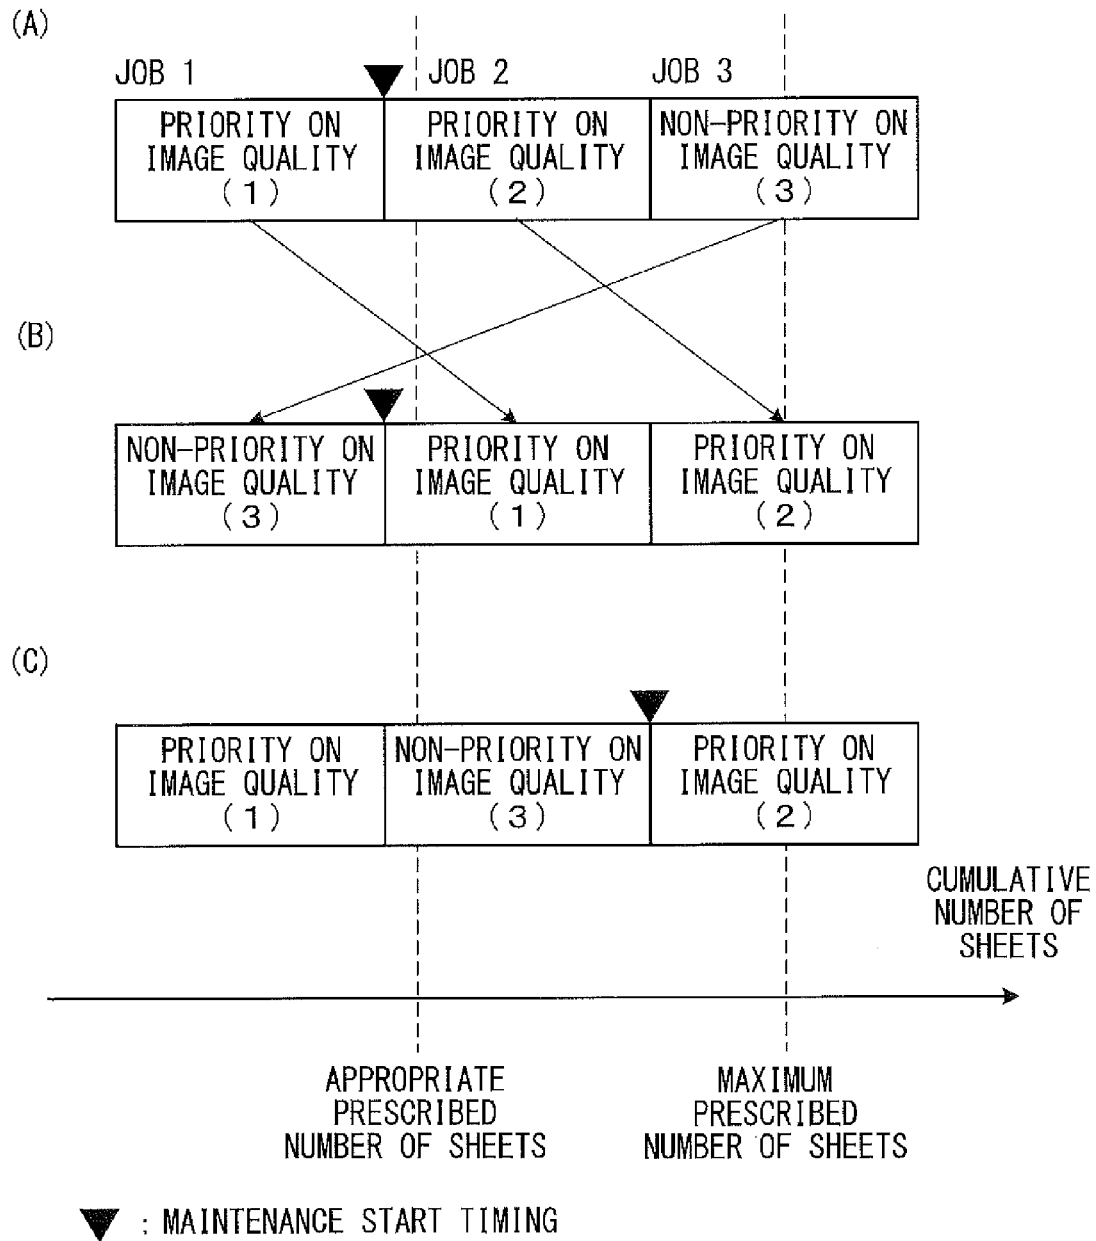 (A)
JOB 1
JOB 2
JOB 3
PRIORITY ON
IMAGE QUALITY
(1)
PRIORITY ON
IMAGE QUALITY
(2)
NON-PRIORITY ON
IMAGE QUALITY
(3)
(B)
NON-PRIORITY ON
IMAGE QUALITY
(3)
PRIORITY ON
IMAGE QUALITY
(1)
PRIORITY ON
IMAGE QUALITY
(2)
(C)
PRIORITY ON
IMAGE QUALITY
(1)
NON-PRIORITY ON
IMAGE QUALITY
(3)
PRIORITY ON
IMAGE QUALITY
(2)
CUMULATIVE
NUMBER OF
SHEETS
APPROPRIATE
PRESCRIBED
NUMBER OF SHEETS
MAXIMUM
PRESCRIBED
NUMBER OF SHEETS
▼ : MAINTENANCE START TIMING